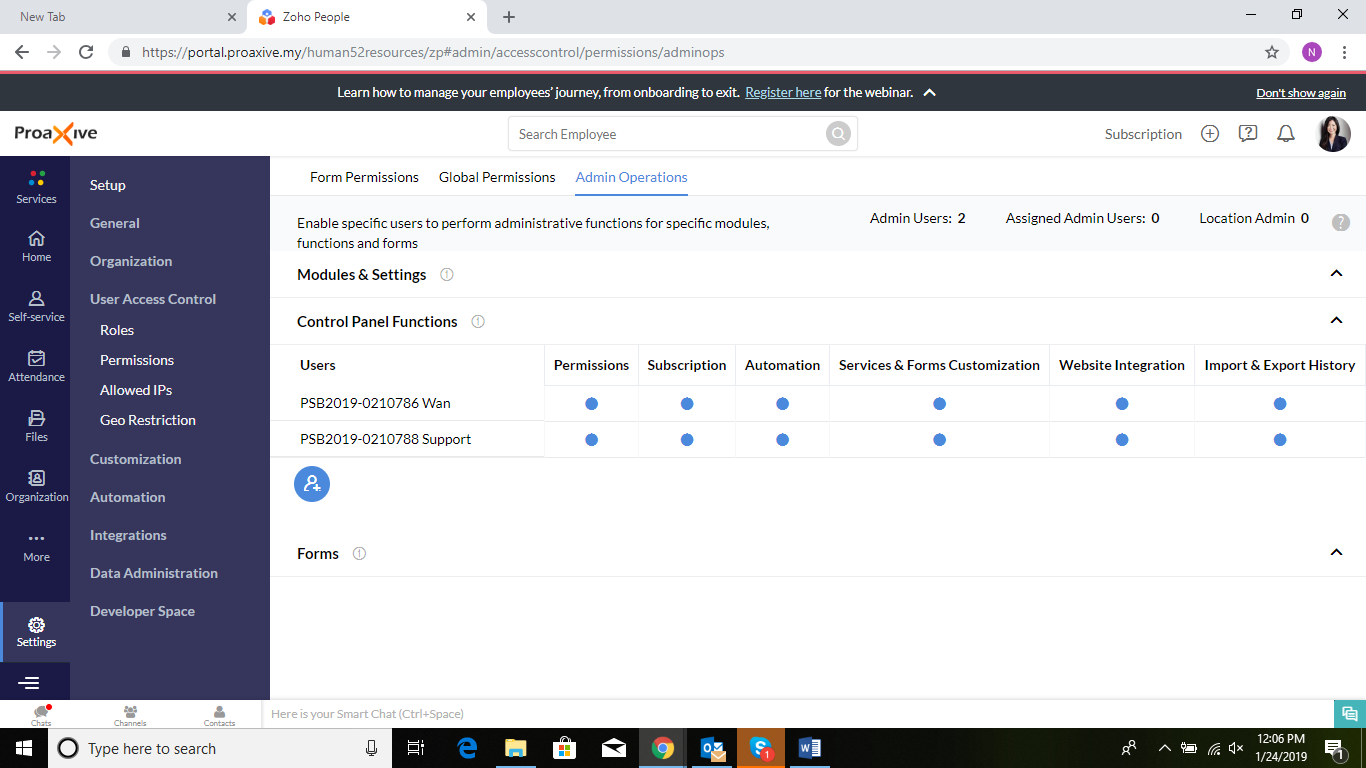 New Tab
Zoho People
https://portal.proaxive.my/human52resources/zp#admin/accesscontrol/permissions/adminops
N
Learn how to manage your employees' journey, from onboarding to exit. Register here for the webinar.
Don't show again
ProaXive
Search Employee
Subscription
Services
Home
Self-service
Attendance
Files
Organization
More
Settings
Setup
General
Organization
User Access Control
Roles
Permissions
Allowed IPs
Geo Restriction
Customization
Automation
Integrations
Data Administration
Developer Space
Form Permissions Global Permissions Admin Operations
Enable specific users to perform administrative functions for specific modules,
functions and forms
Admin Users: 2 Assigned Admin Users: 0 Location Admin 0 ?
Modules & Settings
Control Panel Functions
Users Permissions Subscription Automation Services & Forms Customization Website Integration Import & Export History
PSB2019-0210786 Wan
PSB2019-0210788 Support
Forms
Chats Channels Contacts
Here is your Smart Chat (Ctrl+Space)
Type here to search
1
12:06 PM
1/24/2019
1